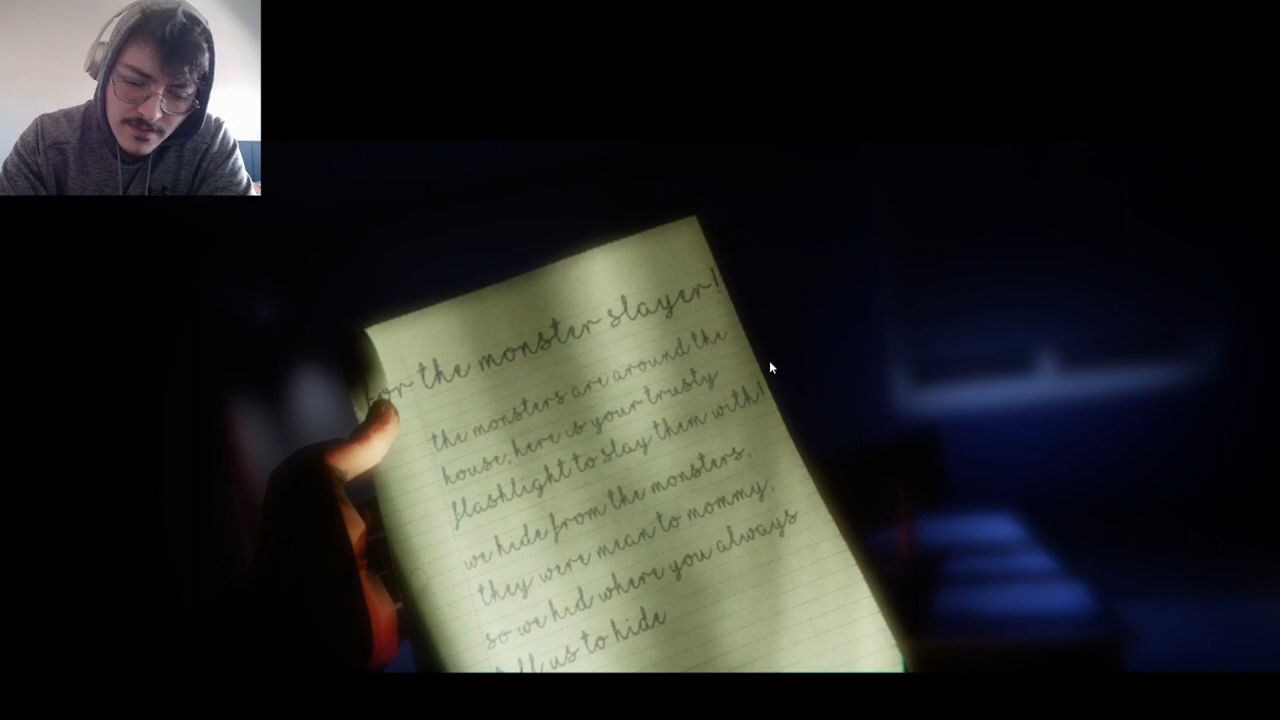 for the monster slayer!
the monsters are around the
house, here is your trusty
flashlight to slay them with!
we hide from the monsters,
they were mean to mommy,
so we hid where you always
tell us to hide